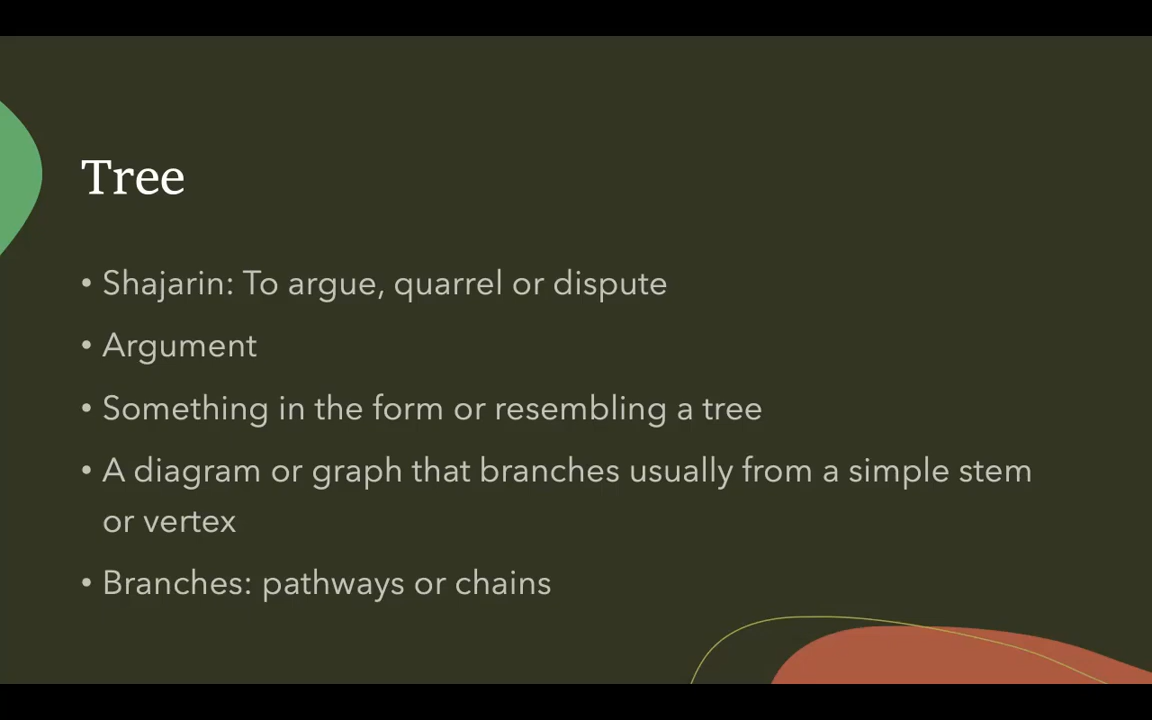 Tree
• Shajarin: To argue, quarrel or dispute
• Argument
• Something in the form or resembling a tree
• A diagram or graph that branches usually from a simple stem
or vertex
• Branches: pathways or chains